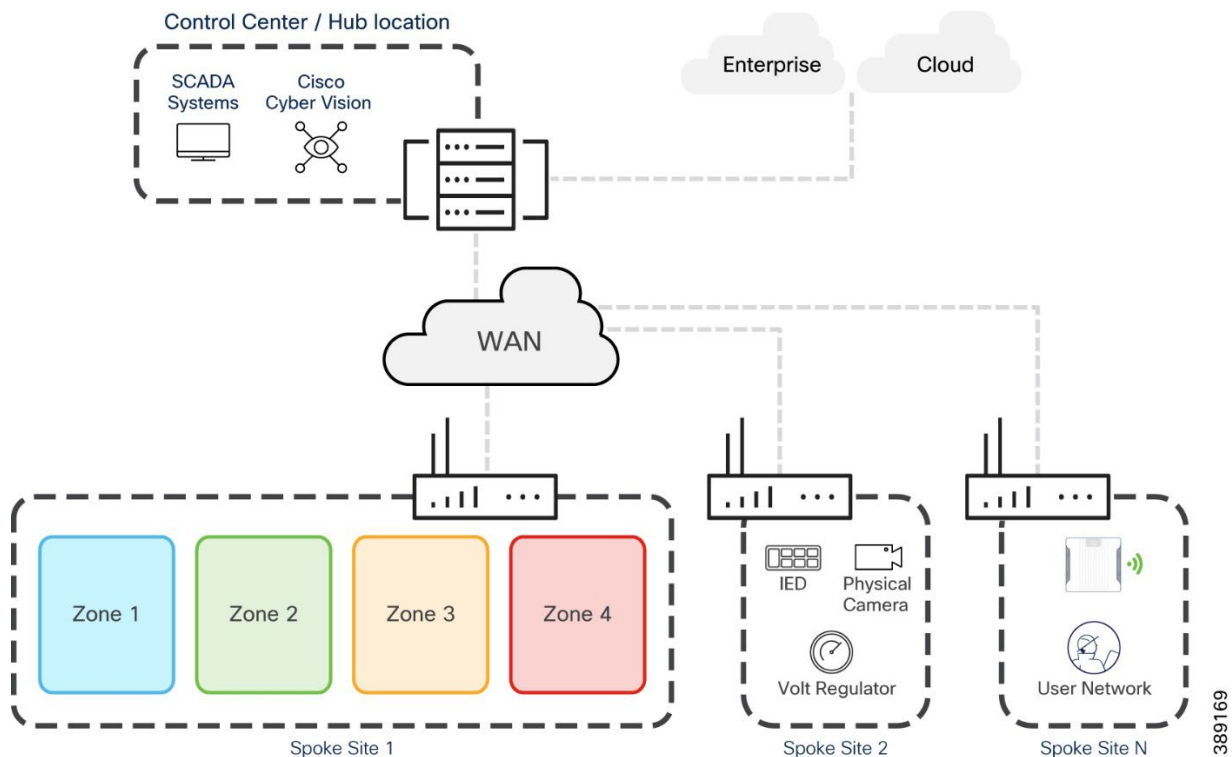 Control Center / Hub location
SCADA
Systems
Cisco
Cyber Vision
Enterprise
Cloud
WAN
Zone 1
Zone 2
Zone 3
Zone 4
IED
Physical
Camera
Volt Regulator
User Network
Spoke Site 1
Spoke Site 2
Spoke Site N
389169